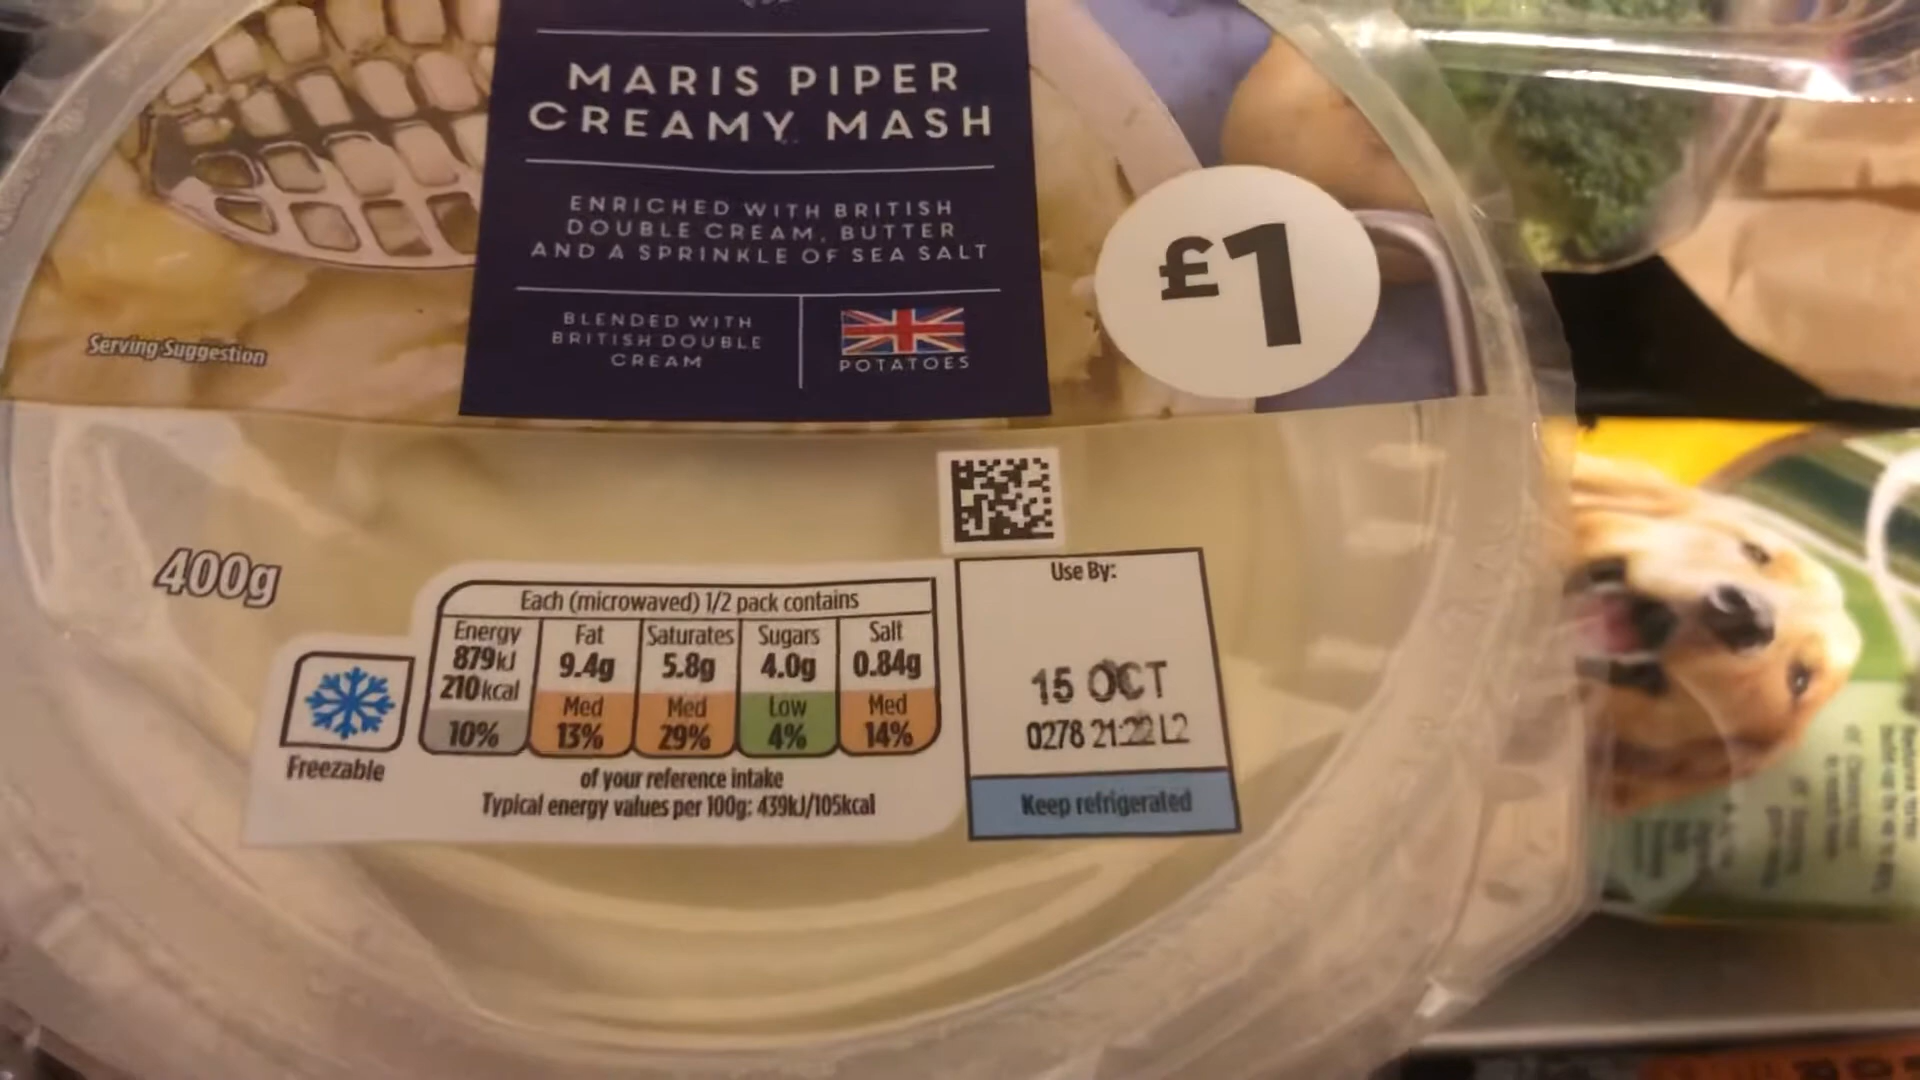 MARIS PIPER
CREAMY MASH
ENRICHED WITH BRITISH
DOUBLE CREAM, BUTTER
AND A SPRINKLE OF SEA SALT
BLENDED WITH
BRITISH DOUBLE
CREAM
POTATOES
£1
Serving Suggestion
400g
Each (microwaved) 1/2 pack contains
Energy Fat Saturates Sugars Salt
879kJ 9.4g 5.8g 4.0g 0.84g
210kcal
Med Med Low Med
10% 13% 29% 4% 14%
of your reference intake
Typical energy values per 100g: 439kJ/105kcal
Freezable
Use By:
15 OCT
0278 21:22 L2
Keep refrigerated